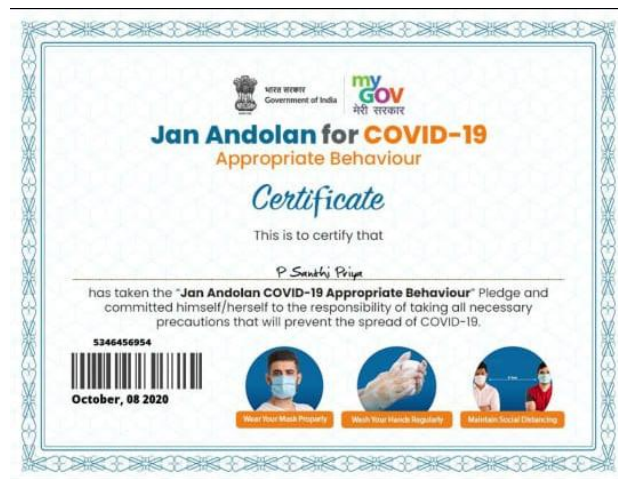 भारत सरकार
Government of India
my
GOV
मेरी सरकार
Jan Andolan for COVID-19
Appropriate Behaviour
Certificate
This is to certify that
P Santhi Priya
has taken the "Jan Andolan COVID-19 Appropriate Behaviour" Pledge and
committed himself/herself to the responsibility of taking all necessary
precautions that will prevent the spread of COVID-19.
5346456954
October, 08 2020
Wear Your Mask Properly
Wash Your Hands Regularly
Maintain Social Distancing